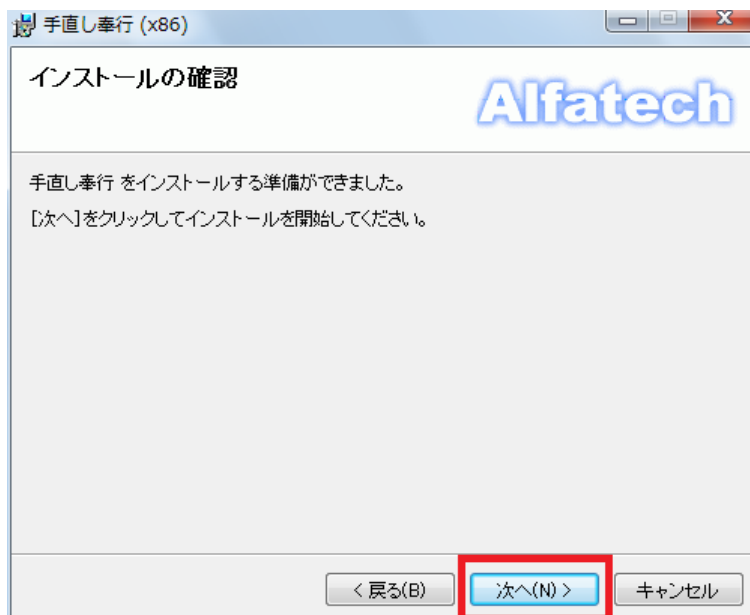 手直し奉行 (x86)
インストールの確認
Alfatech
手直し奉行 をインストールする準備ができました。
[次へ]をクリックしてインストールを開始してください。
< 戻る(B)
次へ(N) >
キャンセル